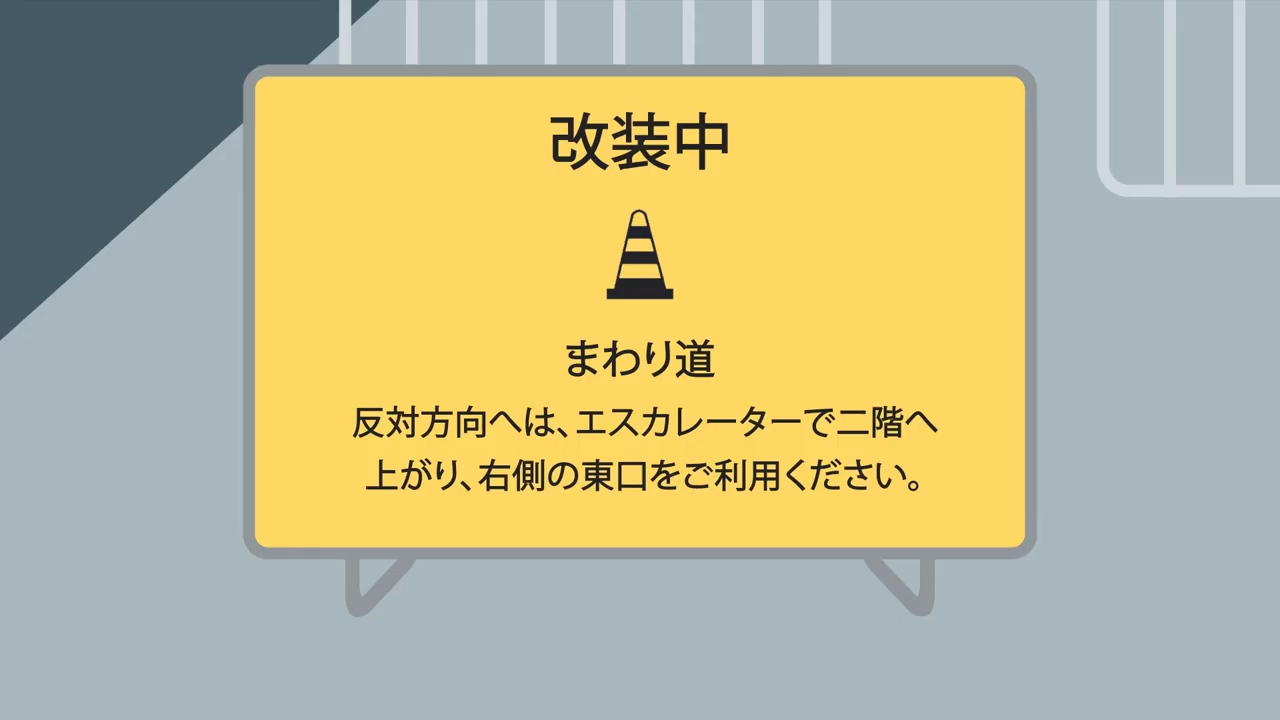 改装中
まわり道
反対方向へは、エスカレーターで二階へ
上がり、右側の東口をご利用ください。